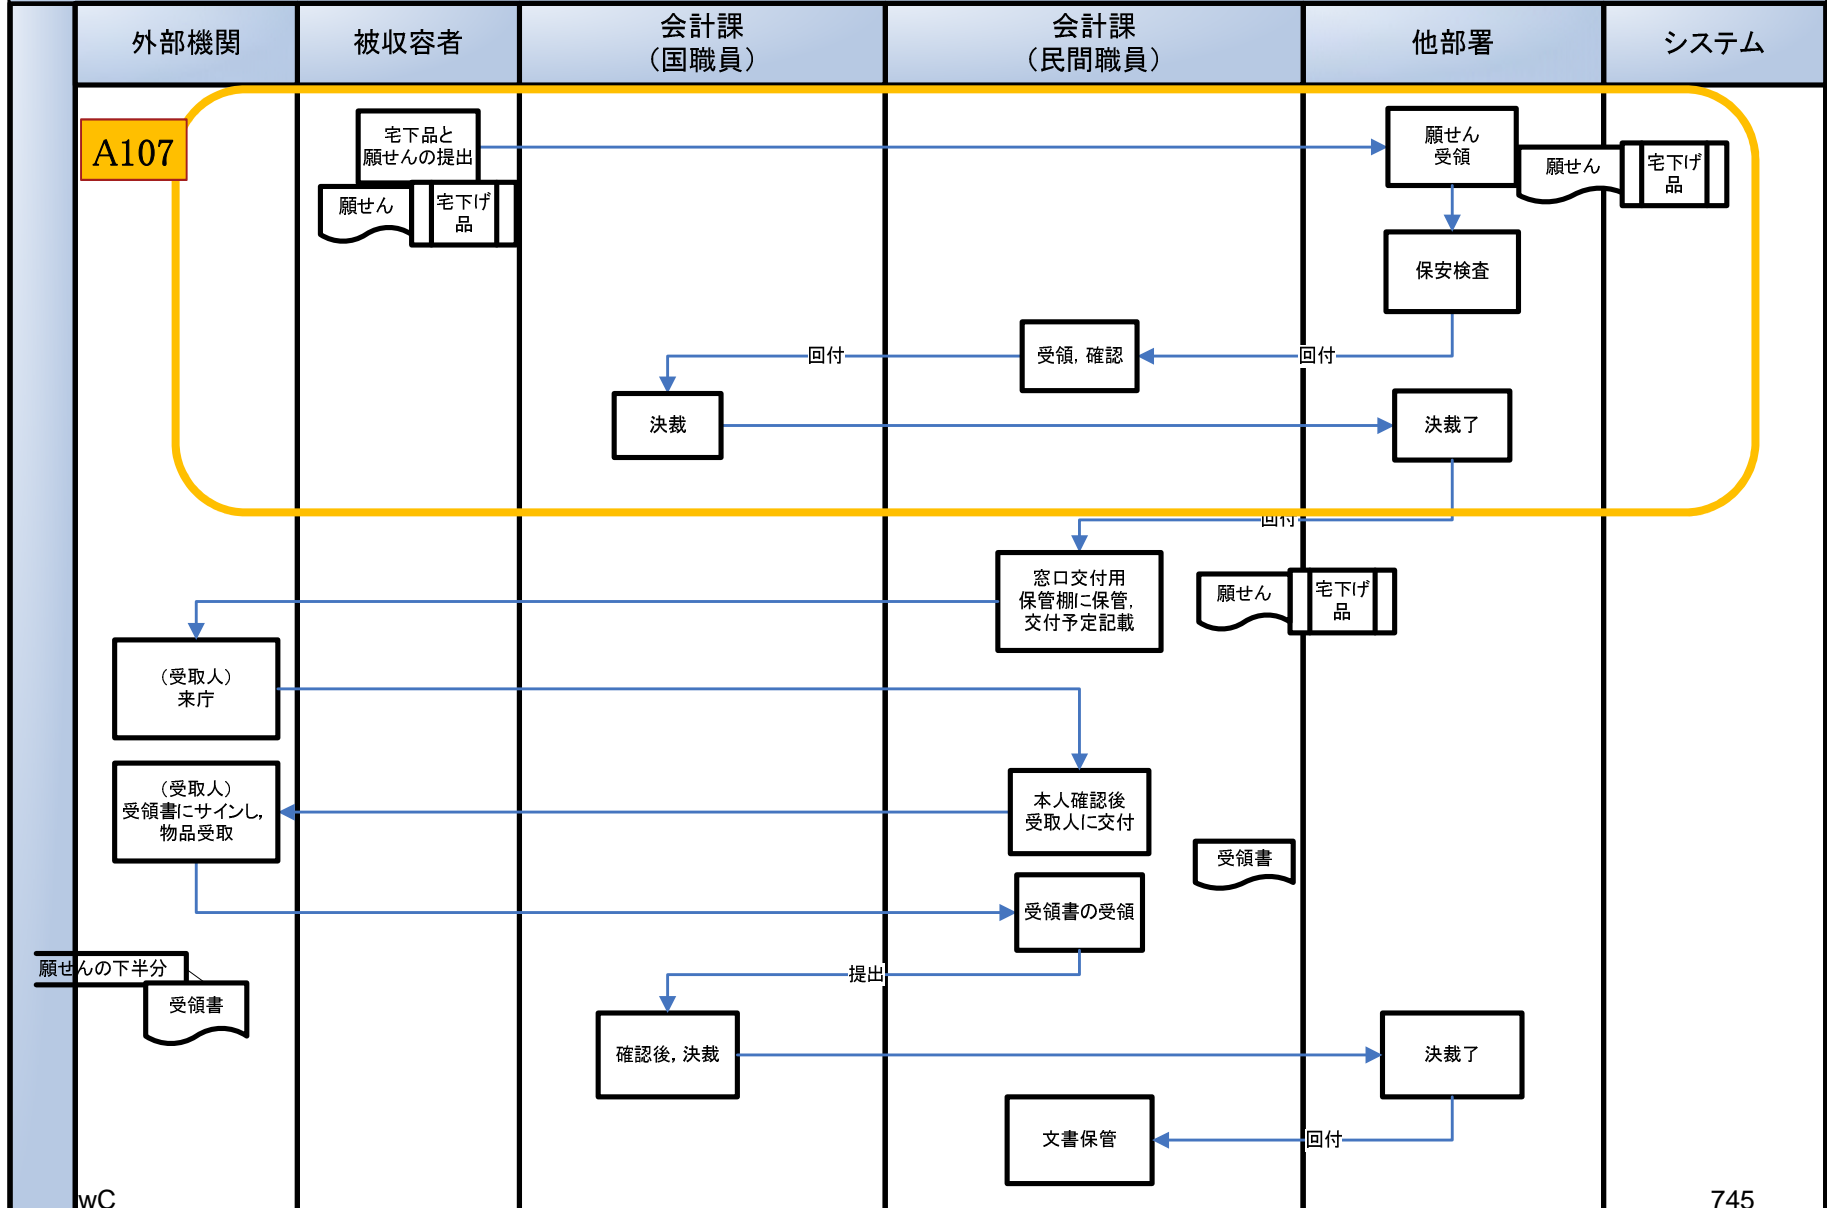 外部機関
被収容者
会計課
（国職員）
会計課
（民間職員）
他部署
システム
A107
宅下品と
願せんの提出
願せん
受領
願せん
宅下げ
品
願せん
宅下げ
品
保安検査
受領，確認
回付
回付
決裁
決裁了
回付
窓口交付用
保管棚に保管，
交付予定記載
願せん
宅下げ
品
（受取人）
来庁
（受取人）
受領書にサインし，
物品受取
本人確認後
受取人に交付
受領書
受領書の受領
願せんの下半分
受領書
提出
確認後，決裁
決裁了
文書保管
回付
wC
745